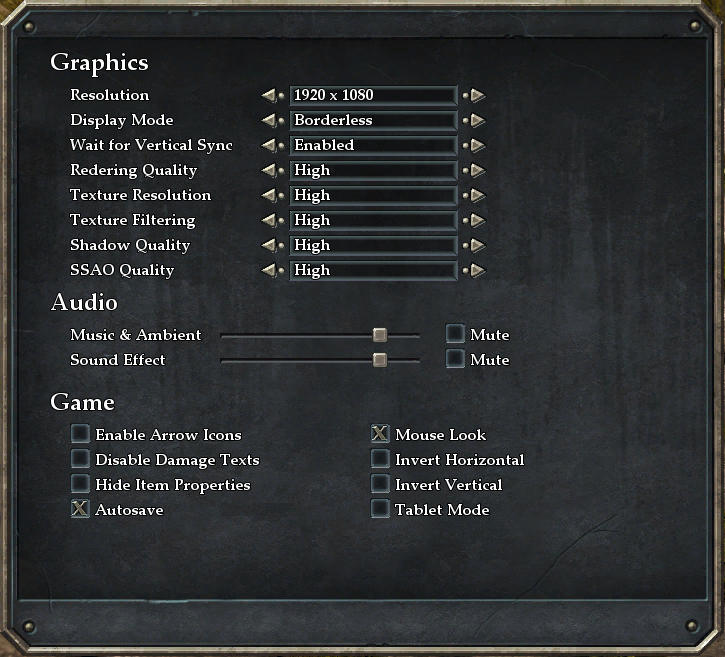 Graphics
Resolution 1920 x 1080
Display Mode Borderless
Wait for Vertical Sync Enabled
Redering Quality High
Texture Resolution High
Texture Filtering High
Shadow Quality High
SSAO Quality High
Audio
Music & Ambient Mute
Sound Effect Mute
Game
Enable Arrow Icons Mouse Look
Disable Damage Texts Invert Horizontal
Hide Item Properties Invert Vertical
Autosave Tablet Mode